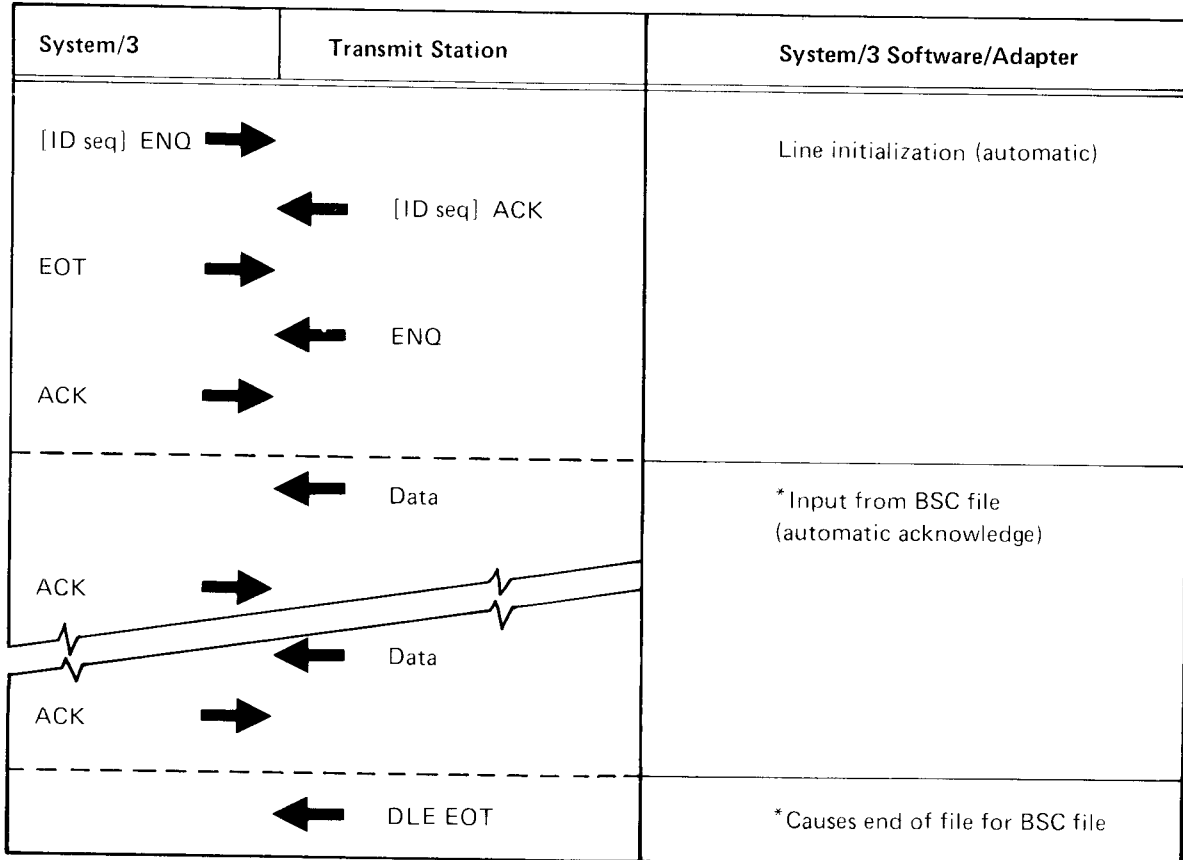 System/3 Transmit Station System/3 Software/Adapter
[ID seq] ENQ Line initialization (automatic)
[ID seq] ACK
EOT
ENQ
ACK
Data *Input from BSC file
(automatic acknowledge)
ACK
Data
ACK
DLE EOT *Causes end of file for BSC file